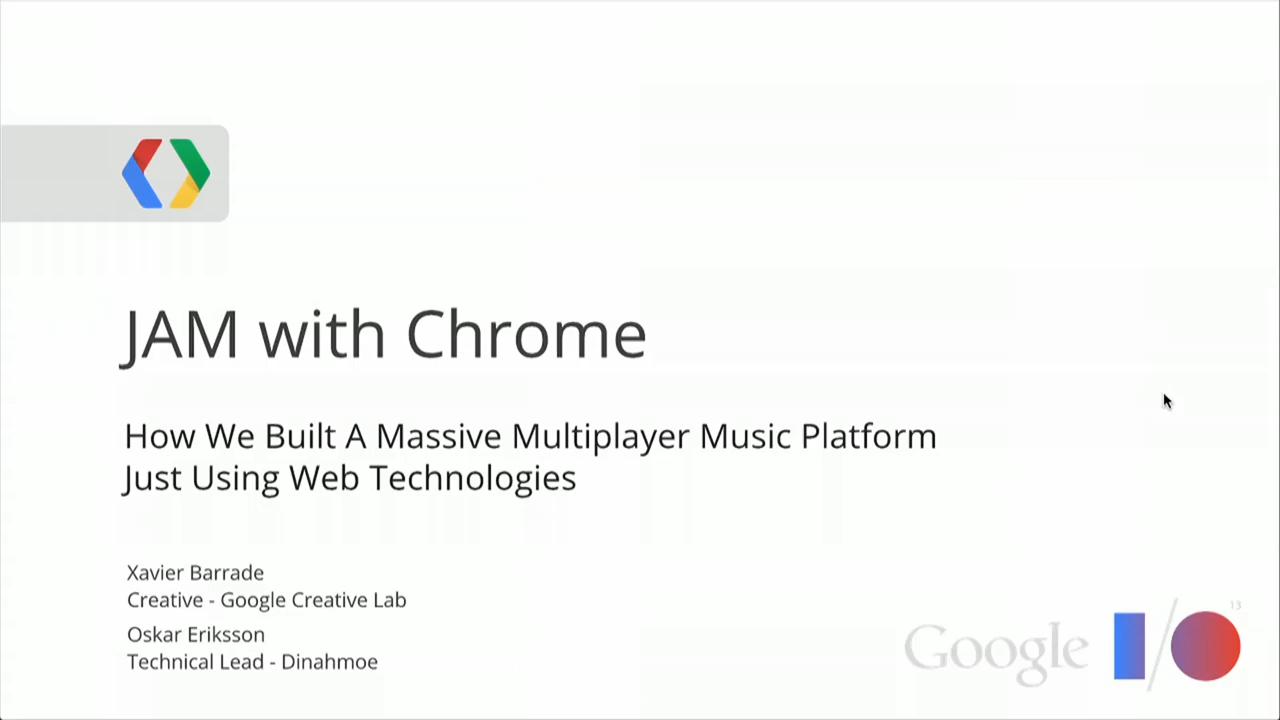 JAM with Chrome
How We Built A Massive Multiplayer Music Platform
Just Using Web Technologies
Xavier Barrade
Creative - Google Creative Lab
Oskar Eriksson
Technical Lead - Dinahmoe
Google I/O 13